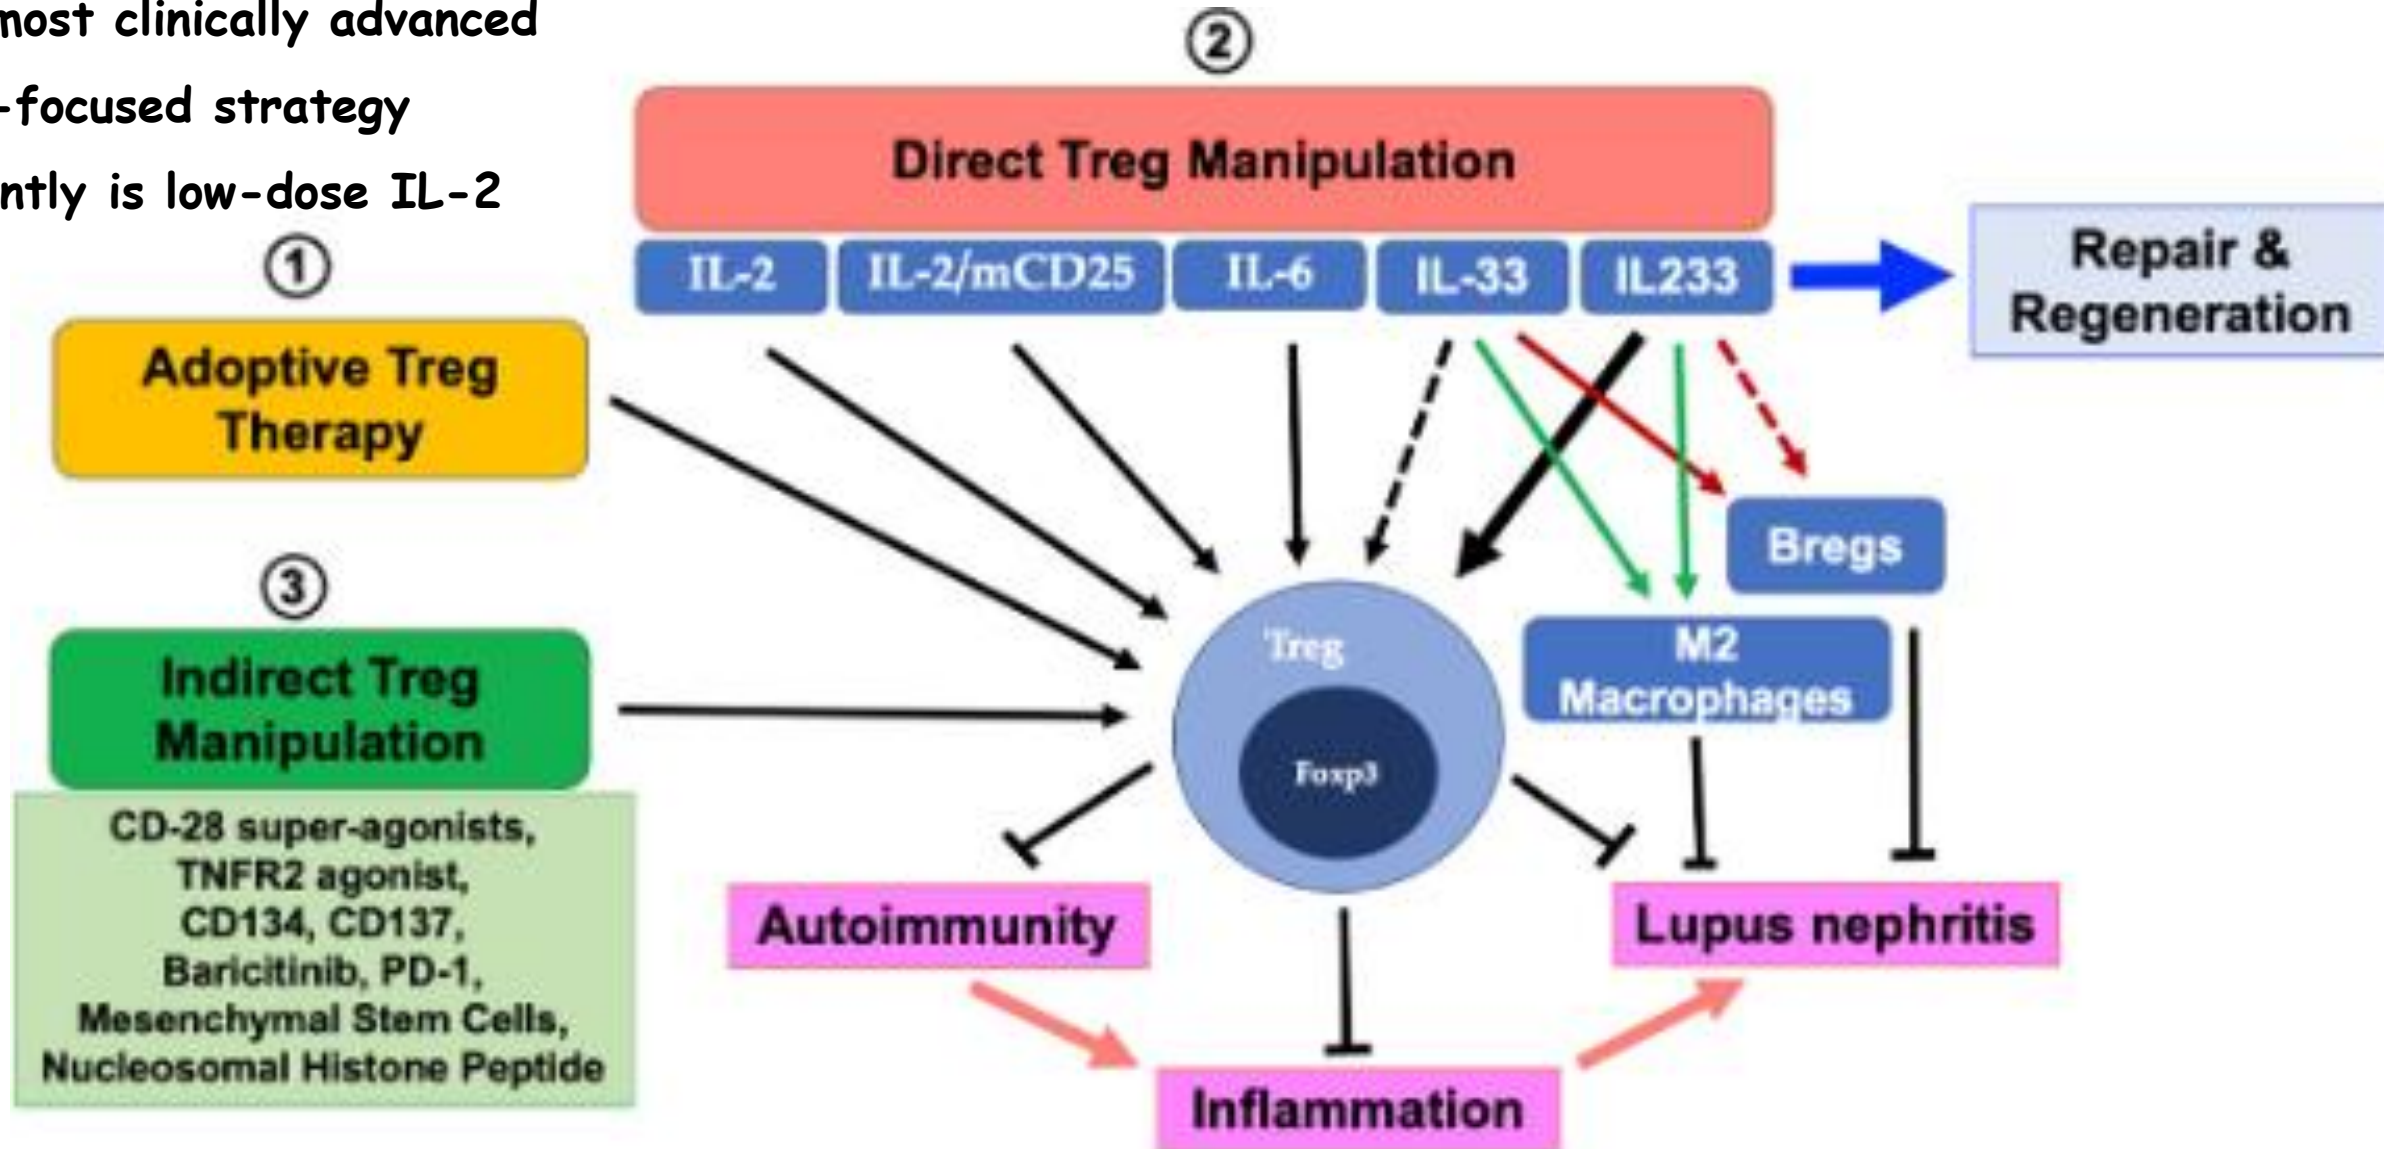 most clinically advanced
-focused strategy
ntly is low-dose IL-2
①
Adoptive Treg
Therapy
②
Direct Treg Manipulation
IL-2
IL-2/mCD25
IL-6
IL-33
IL233
Repair &
Regeneration
③
Indirect Treg
Manipulation
CD-28 super-agonists,
TNFR2 agonist,
CD134, CD137,
Baricitinib, PD-1,
Mesenchymal Stem Cells,
Nucleosomal Histone Peptide
Treg
Foxp3
Bregs
M2
Macrophages
Autoimmunity
Lupus nephritis
Inflammation